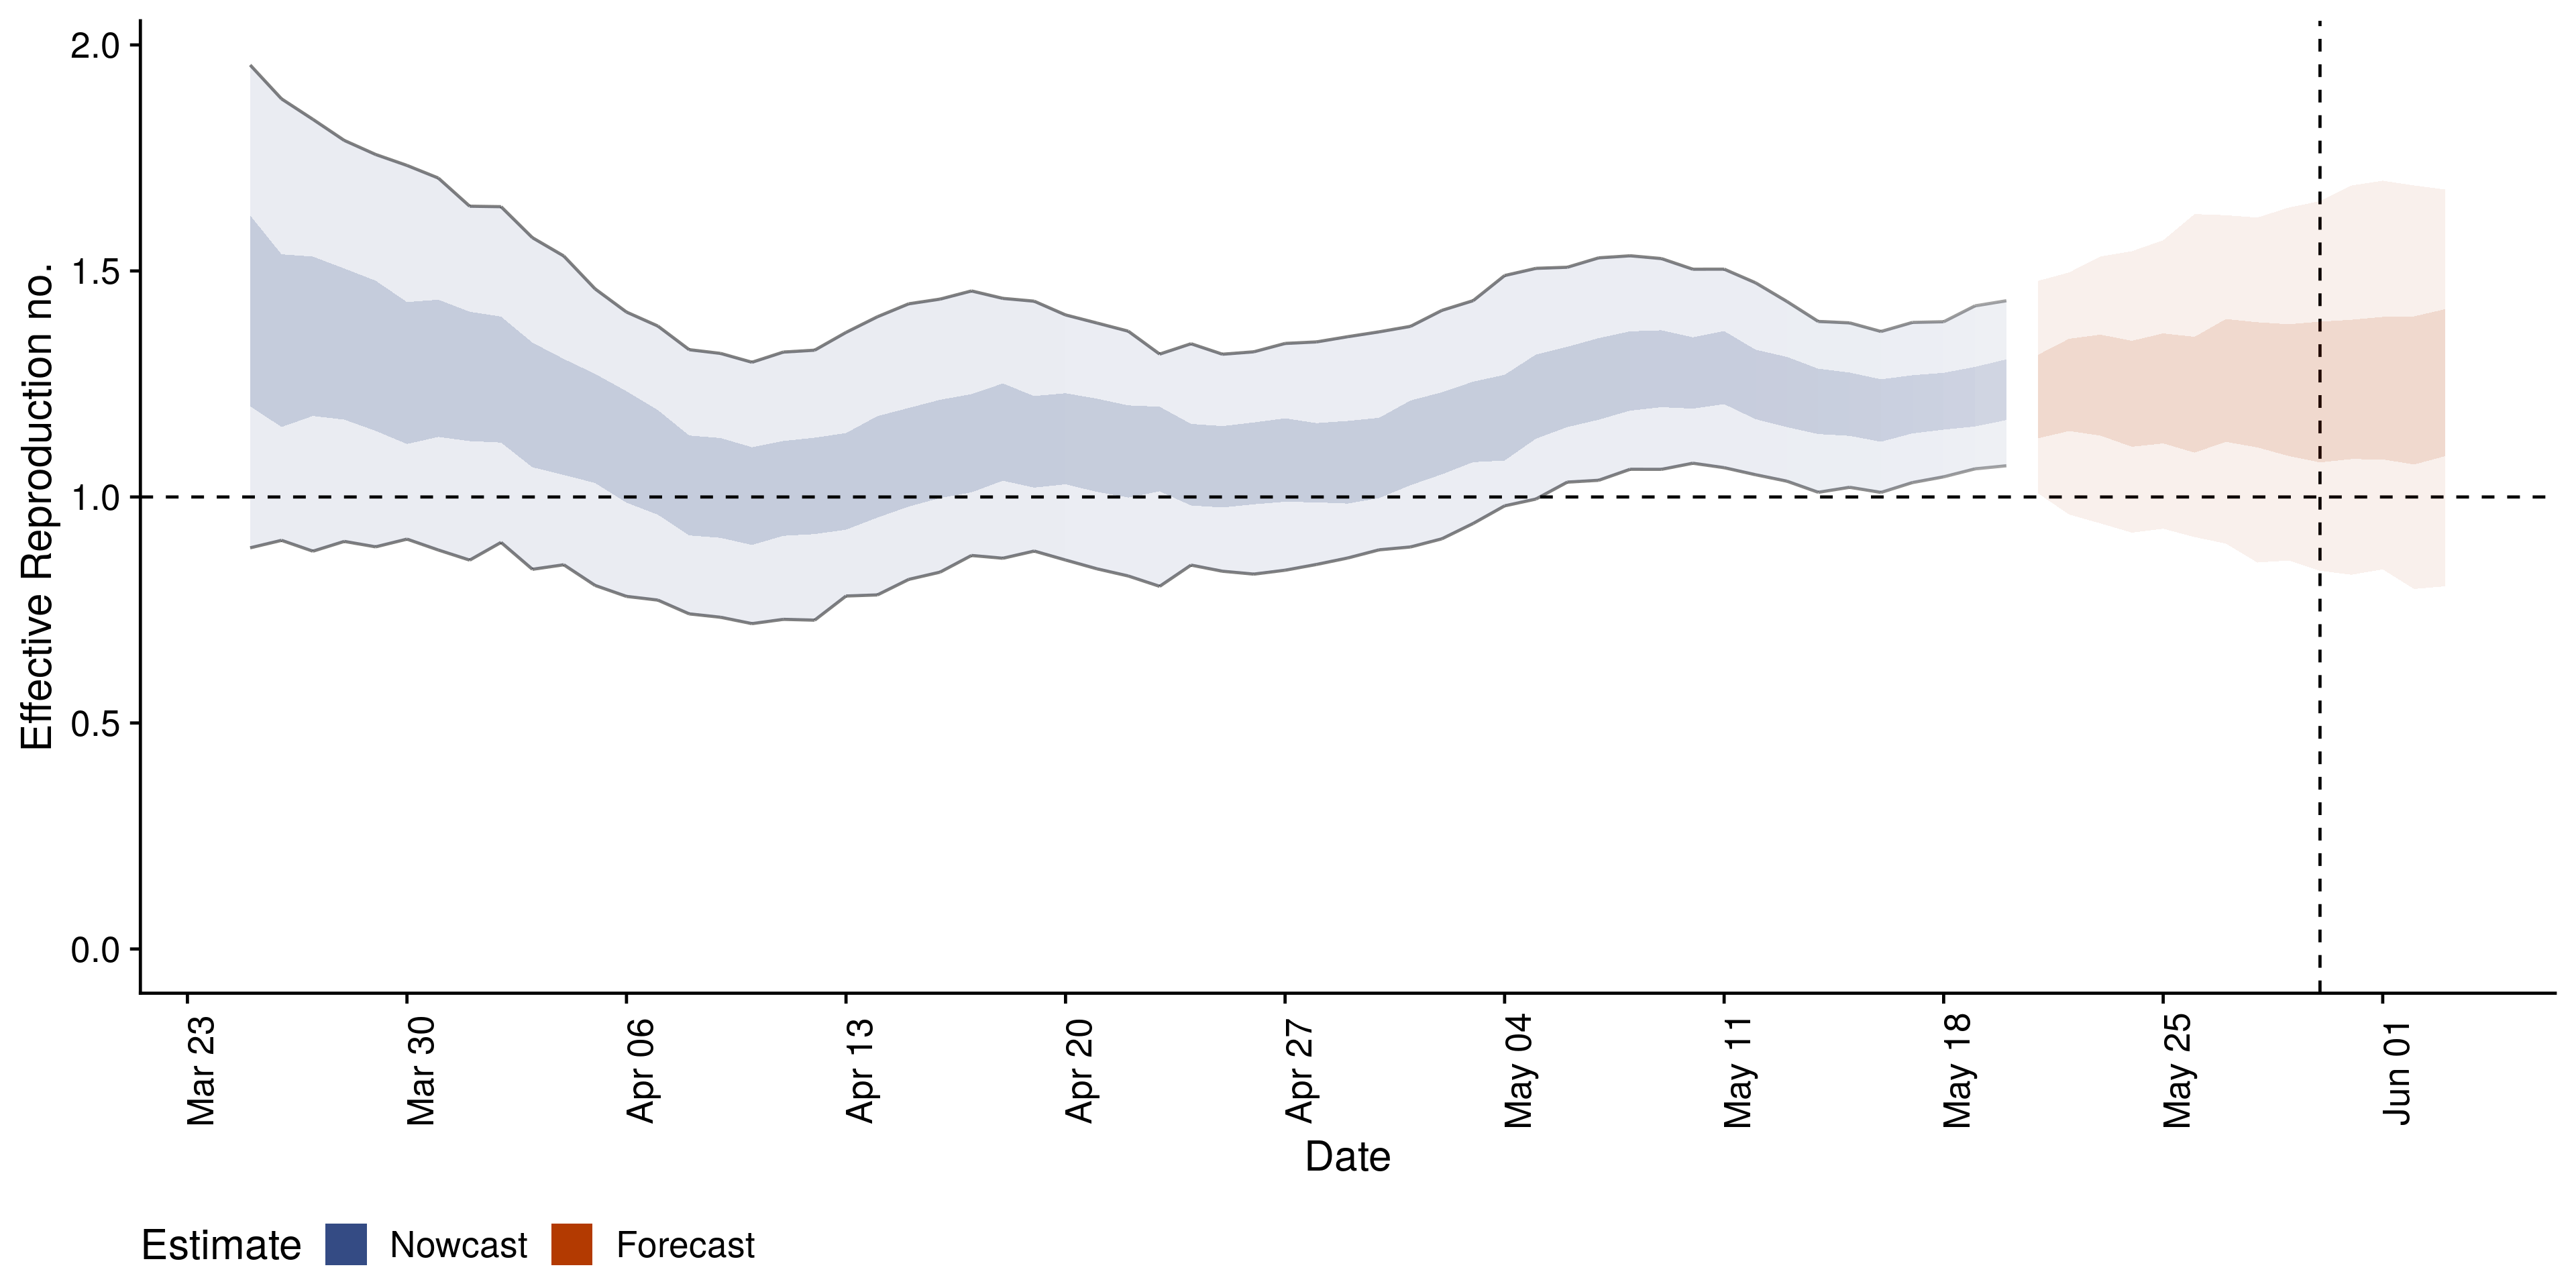 Effective Reproduction no.
2.0
1.5
1.0
0.5
0.0
Mar 23
Mar 30
Apr 06
Apr 13
Apr 20
Apr 27
May 04
May 11
May 18
May 25
Jun 01
Date
Estimate Nowcast Forecast